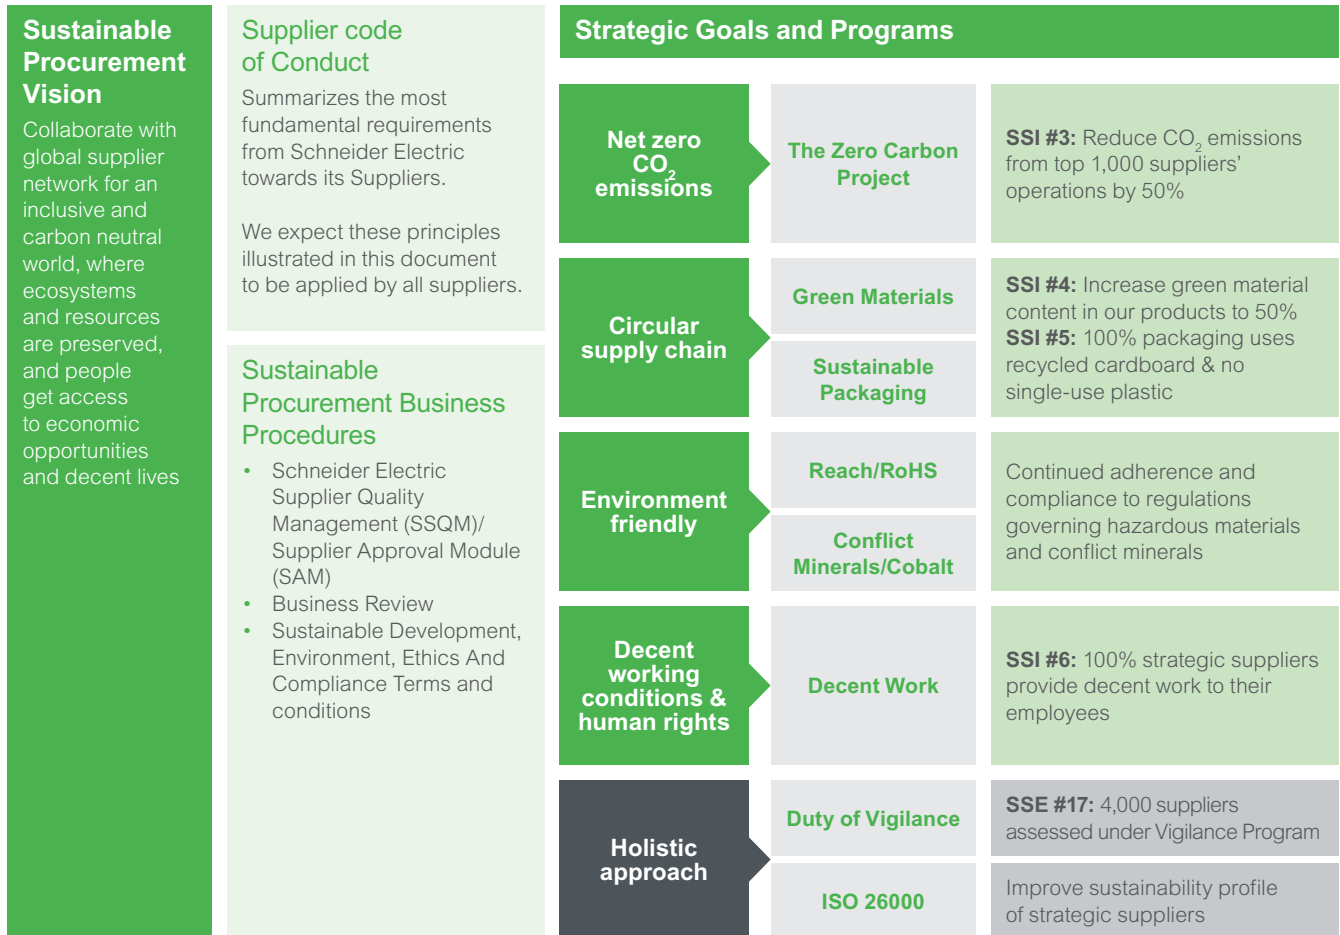 Sustainable
Procurement
Vision
Collaborate with
global supplier
network for an
inclusive and
carbon neutral
world, where
ecosystems
and resources
are preserved,
and people
get access
to economic
opportunities
and decent lives
Supplier code
of Conduct
Summarizes the most
fundamental requirements
from Schneider Electric
towards its Suppliers.
We expect these principles
illustrated in this document
to be applied by all suppliers.
Sustainable
Procurement Business
Procedures
• Schneider Electric
Supplier Quality
Management (SSQM)/
Supplier Approval Module
(SAM)
• Business Review
• Sustainable Development,
Environment, Ethics And
Compliance Terms and
conditions
Strategic Goals and Programs
Net zero
CO₂
emissions
The Zero Carbon
Project
SSI #3: Reduce CO₂ emissions
from top 1,000 suppliers'
operations by 50%
Circular
supply chain
Green Materials
Sustainable
Packaging
SSI #4: Increase green material
content in our products to 50%
SSI #5: 100% packaging uses
recycled cardboard & no
single-use plastic
Environment
friendly
Reach/RoHS
Conflict
Minerals/Cobalt
Continued adherence and
compliance to regulations
governing hazardous materials
and conflict minerals
Decent
working
conditions &
human rights
Decent Work
SSI #6: 100% strategic suppliers
provide decent work to their
employees
Holistic
approach
Duty of Vigilance
SSE #17: 4,000 suppliers
assessed under Vigilance Program
ISO 26000
Improve sustainability profile
of strategic suppliers